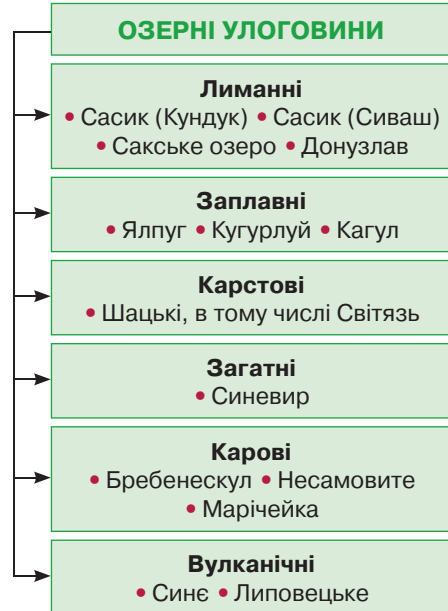 ОЗЕРНІ УЛОГОВИНИ
Лиманні
• Сасик (Кундук) • Сасик (Сиваш)
• Сакське озеро • Донузлав
Заплавні
• Ялпуг • Кугурлуй • Кагул
Карстові
• Шацькі, в тому числі Світязь
Загатні
• Синевир
Карові
• Бребенескул • Несамовите
• Марічейка
Вулканічні
• Синє • Липовецьке